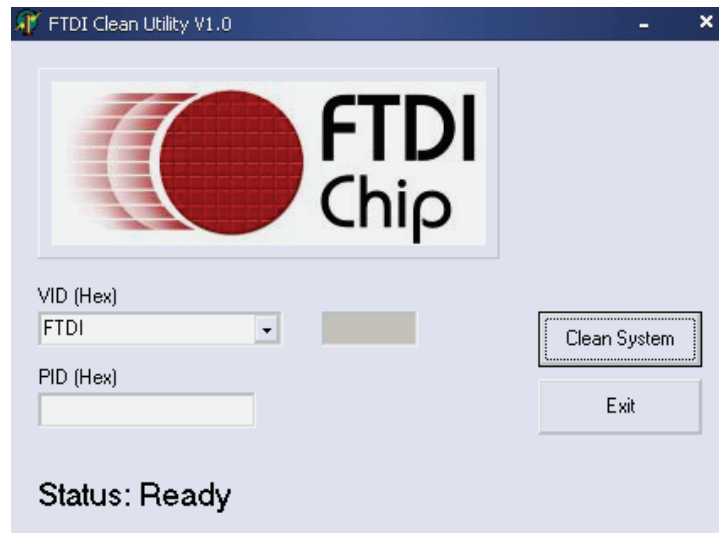 FTDI Clean Utility V1.0
FTDI
Chip
VID (Hex)
FTDI
Clean System
PID (Hex)
Exit
Status: Ready